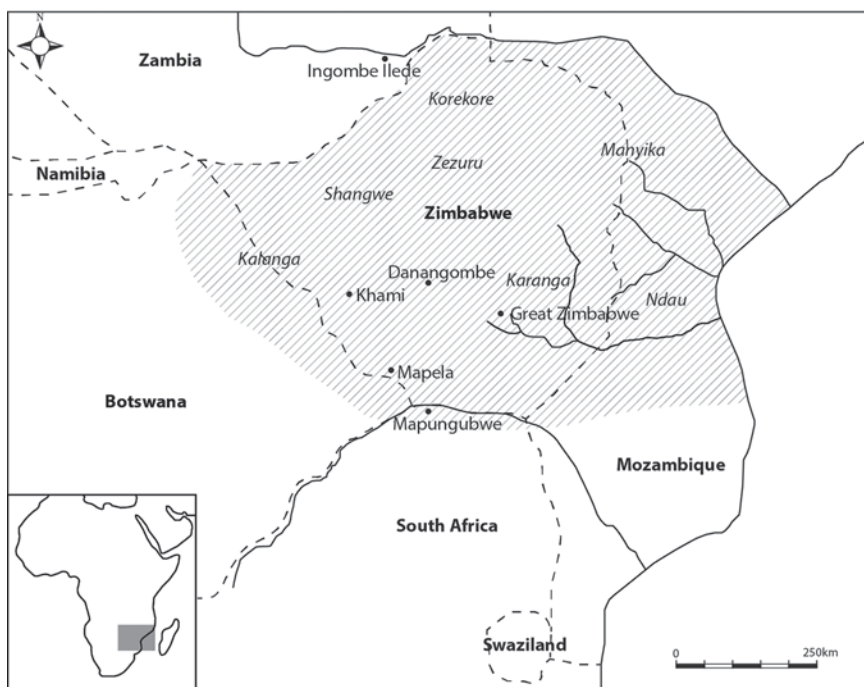 N
Zambia
Ingombe Ilede
Korekore
Manyika
Zezuru
Namibia
Shangwe
Zimbabwe
Kalanga
Danangombe
Karanga
Khami
Ndau
Great Zimbabwe
Mapela
Botswana
Mapungubwe
Mozambique
South Africa
Swaziland
0 250km